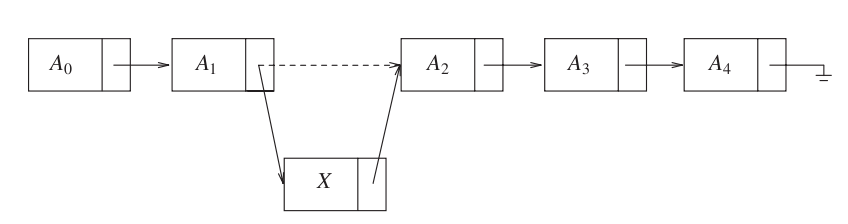 A₀ A₁ A₂ A₃ A₄
X